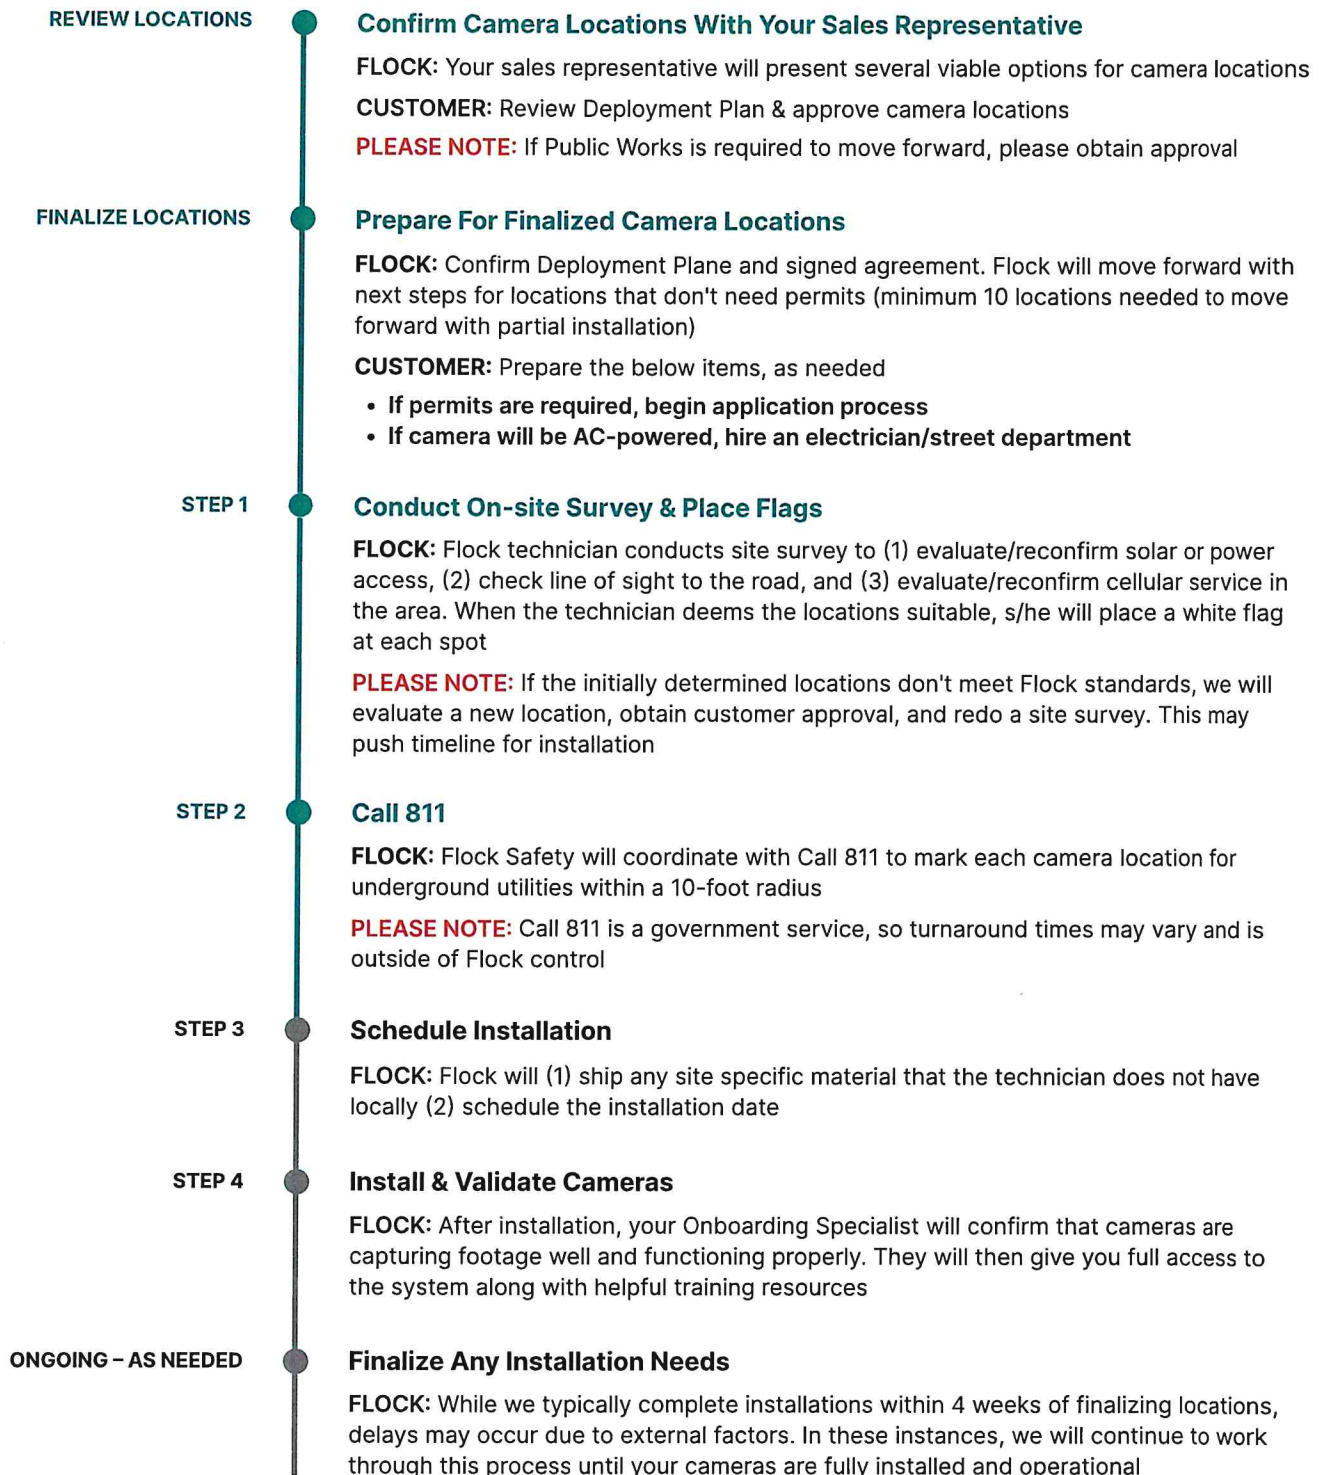 REVIEW LOCATIONS
Confirm Camera Locations With Your Sales Representative
FLOCK: Your sales representative will present several viable options for camera locations
CUSTOMER: Review Deployment Plan & approve camera locations
PLEASE NOTE: If Public Works is required to move forward, please obtain approval
FINALIZE LOCATIONS
Prepare For Finalized Camera Locations
FLOCK: Confirm Deployment Plane and signed agreement. Flock will move forward with
next steps for locations that don't need permits (minimum 10 locations needed to move
forward with partial installation)
CUSTOMER: Prepare the below items, as needed
• If permits are required, begin application process
• If camera will be AC-powered, hire an electrician/street department
STEP 1
Conduct On-site Survey & Place Flags
FLOCK: Flock technician conducts site survey to (1) evaluate/reconfirm solar or power
access, (2) check line of sight to the road, and (3) evaluate/reconfirm cellular service in
the area. When the technician deems the locations suitable, s/he will place a white flag
at each spot
PLEASE NOTE: If the initially determined locations don't meet Flock standards, we will
evaluate a new location, obtain customer approval, and redo a site survey. This may
push timeline for installation
STEP 2
Call 811
FLOCK: Flock Safety will coordinate with Call 811 to mark each camera location for
underground utilities within a 10-foot radius
PLEASE NOTE: Call 811 is a government service, so turnaround times may vary and is
outside of Flock control
STEP 3
Schedule Installation
FLOCK: Flock will (1) ship any site specific material that the technician does not have
locally (2) schedule the installation date
STEP 4
Install & Validate Cameras
FLOCK: After installation, your Onboarding Specialist will confirm that cameras are
capturing footage well and functioning properly. They will then give you full access to
the system along with helpful training resources
ONGOING – AS NEEDED
Finalize Any Installation Needs
FLOCK: While we typically complete installations within 4 weeks of finalizing locations,
delays may occur due to external factors. In these instances, we will continue to work
through this process until your cameras are fully installed and operational